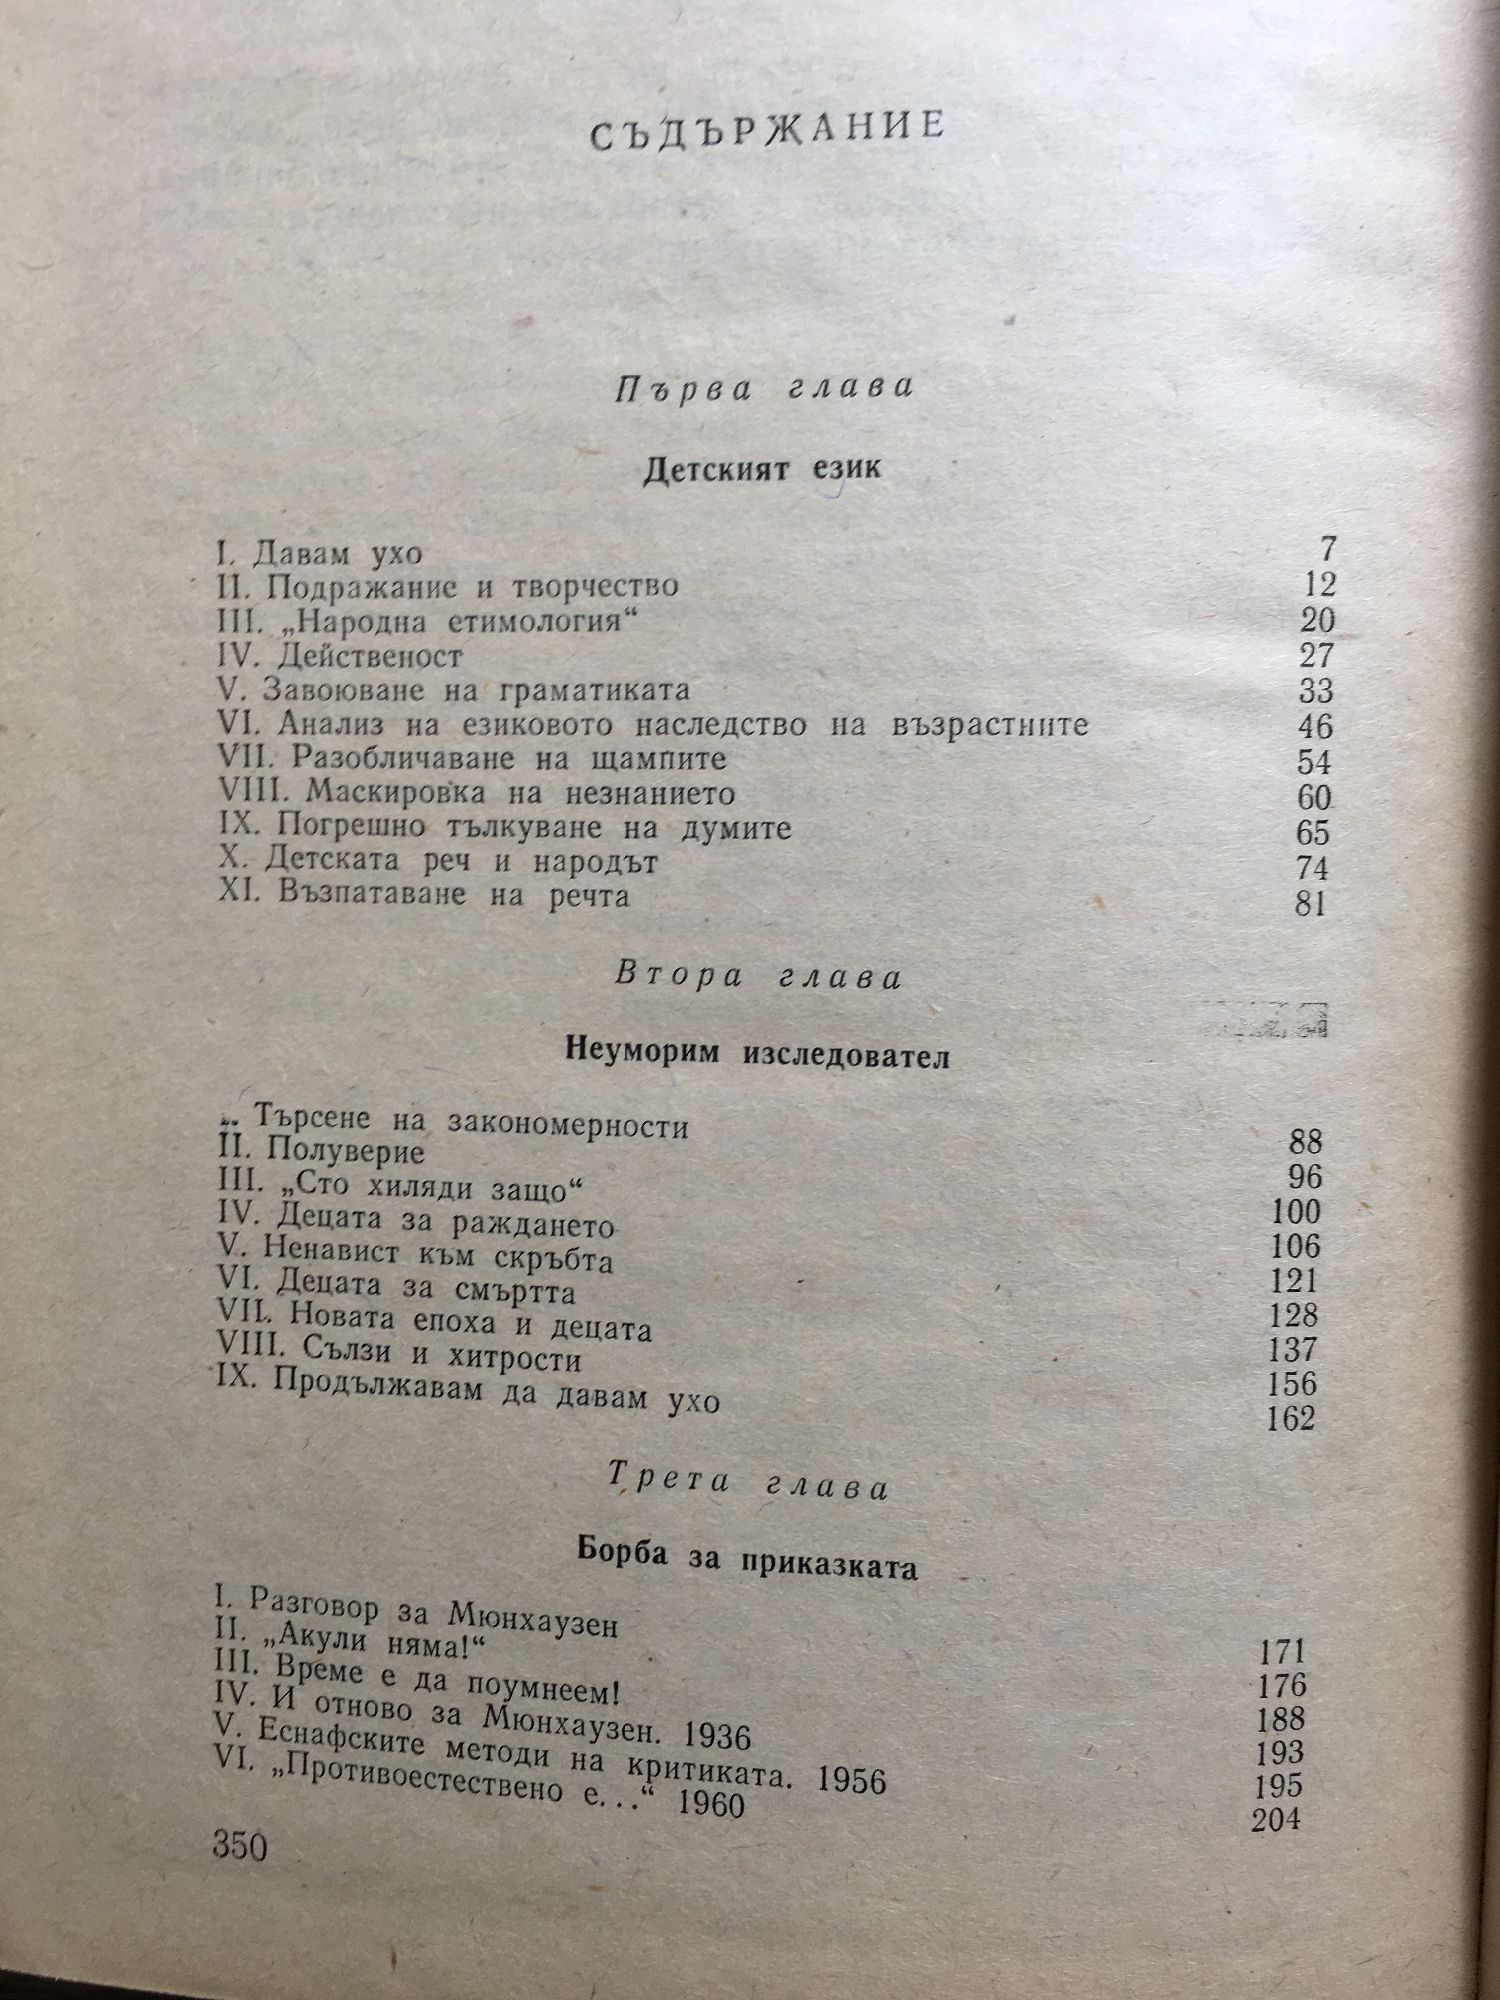 СЪДЪРЖАНИЕ
Първа глава
Детският език
I. Давам ухо 7
II. Подражание и творчество 12
III. „Народна етимология“ 20
IV. Действеност 27
V. Завоюване на граматиката 33
VI. Анализ на езиковото наследство на възрастните 46
VII. Разобличаване на щампите 54
VIII. Маскировка на незнанието 60
IX. Погрешно тълкуване на думите 65
X. Детската реч и народът 74
XI. Възпатаване на речта 81
Втора глава
Неуморим изследовател
I. Търсене на закономерности 88
II. Полуверие 96
III. „Сто хиляди защо“ 100
IV. Децата за раждането 106
V. Ненавист към скръбта 121
VI. Децата за смъртта 128
VII. Новата епоха и децата 137
VIII. Сълзи и хитрости 156
IX. Продължавам да давам ухо 162
Трета глава
Борба за приказката
I. Разговор за Мюнхаузен 171
II. „Акули няма!“ 176
III. Време е да поумнеем! 188
IV. И отново за Мюнхаузен. 1936 193
V. Еснафските методи на критиката. 1956 195
VI. „Противоестествено е...“ 1960 204
350